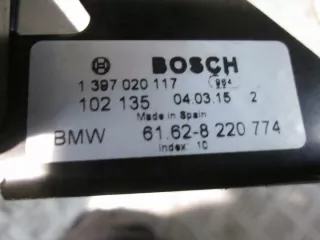 BOSCH
1 397 020 117 964
102 135 04.03.15 2
Made in Spain
BMW 61.62-8 220 774
Index: 10